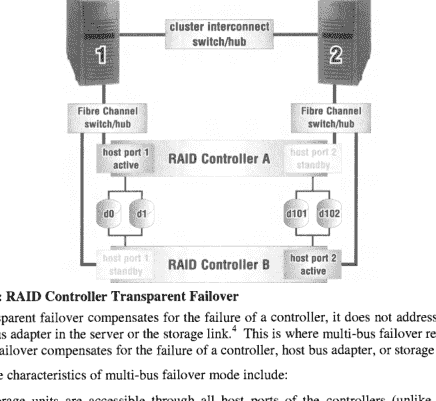 cluster interconnect
switch/hub
1
2
Fibre Channel
switch/hub
Fibre Channel
switch/hub
host port 1
active
RAID Controller A
host port 2
standby
d0
d1
d101
d102
host port 1
standby
RAID Controller B
host port 2
active
: RAID Controller Transparent Failover
sparent failover compensates for the failure of a controller, it does not address
us adapter in the server or the storage link.4 This is where multi-bus failover re
ailover compensates for the failure of a controller, host bus adapter, or storage
e characteristics of multi-bus failover mode include:
rage units are accessible through all host ports of the controllers (unlike